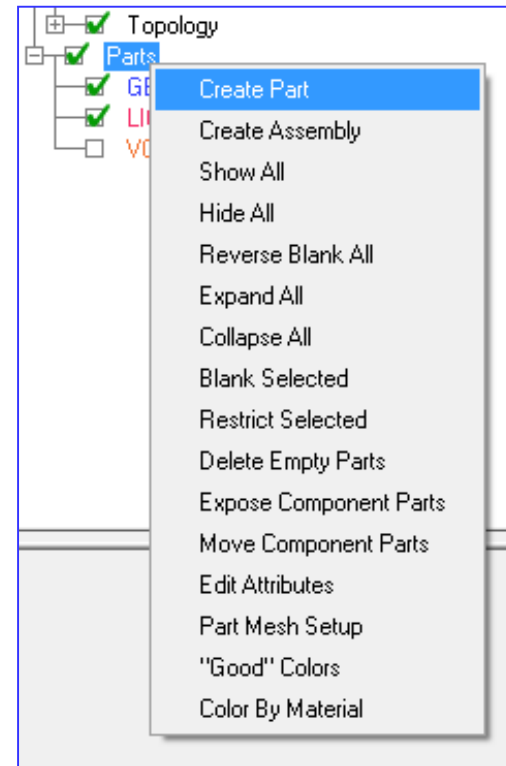 Topology
Parts
Create Part
Create Assembly
Show All
Hide All
Reverse Blank All
Expand All
Collapse All
Blank Selected
Restrict Selected
Delete Empty Parts
Expose Component Parts
Move Component Parts
Edit Attributes
Part Mesh Setup
"Good" Colors
Color By Material